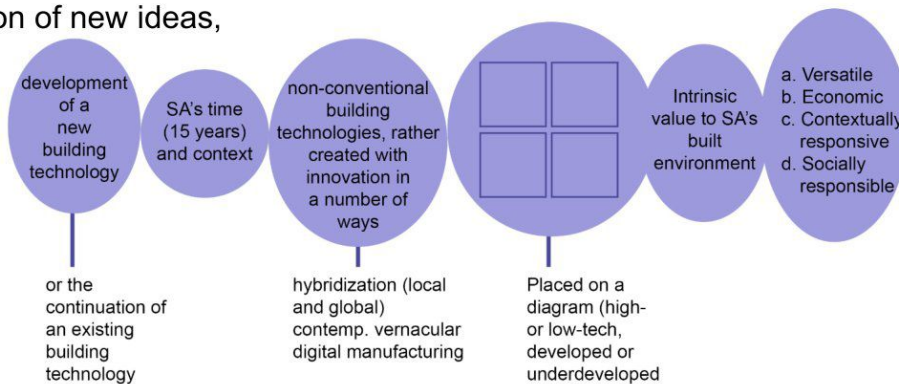 on of new ideas,
development
of a
new
building
technology
SA's time
(15 years)
and context
non-conventional
building
technologies, rather
created with
innovation in
a number of
ways
Intrinsic
value to SA's
built
environment
a. Versatile
b. Economic
c. Contextually
responsive
d. Socially
responsible
or the
continuation of
an existing
building
technology
hybridization (local
and global)
contemp. vernacular
digital manufacturing
Placed on a
diagram (high-
or low-tech,
developed or
underdeveloped